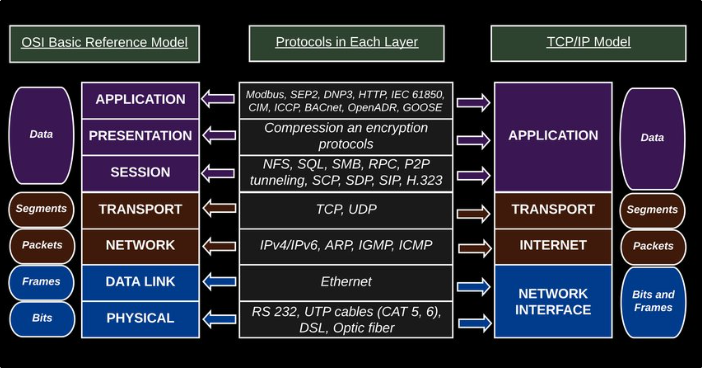 OSI Basic Reference Model
Protocols in Each Layer
TCP/IP Model
Data
APPLICATION
Modbus, SEP2, DNP3, HTTP, IEC 61850,
CIM, ICCP, BACnet, OpenADR, GOOSE
APPLICATION
Data
PRESENTATION
Compression an encryption
protocols
SESSION
NFS, SQL, SMB, RPC, P2P
tunneling, SCP, SDP, SIP, H.323
Segments
TRANSPORT
TCP, UDP
TRANSPORT
Segments
Packets
NETWORK
IPv4/IPv6, ARP, IGMP, ICMP
INTERNET
Packets
Frames
DATA LINK
Ethernet
NETWORK
INTERFACE
Bits and
Frames
Bits
PHYSICAL
RS 232, UTP cables (CAT 5, 6),
DSL, Optic fiber